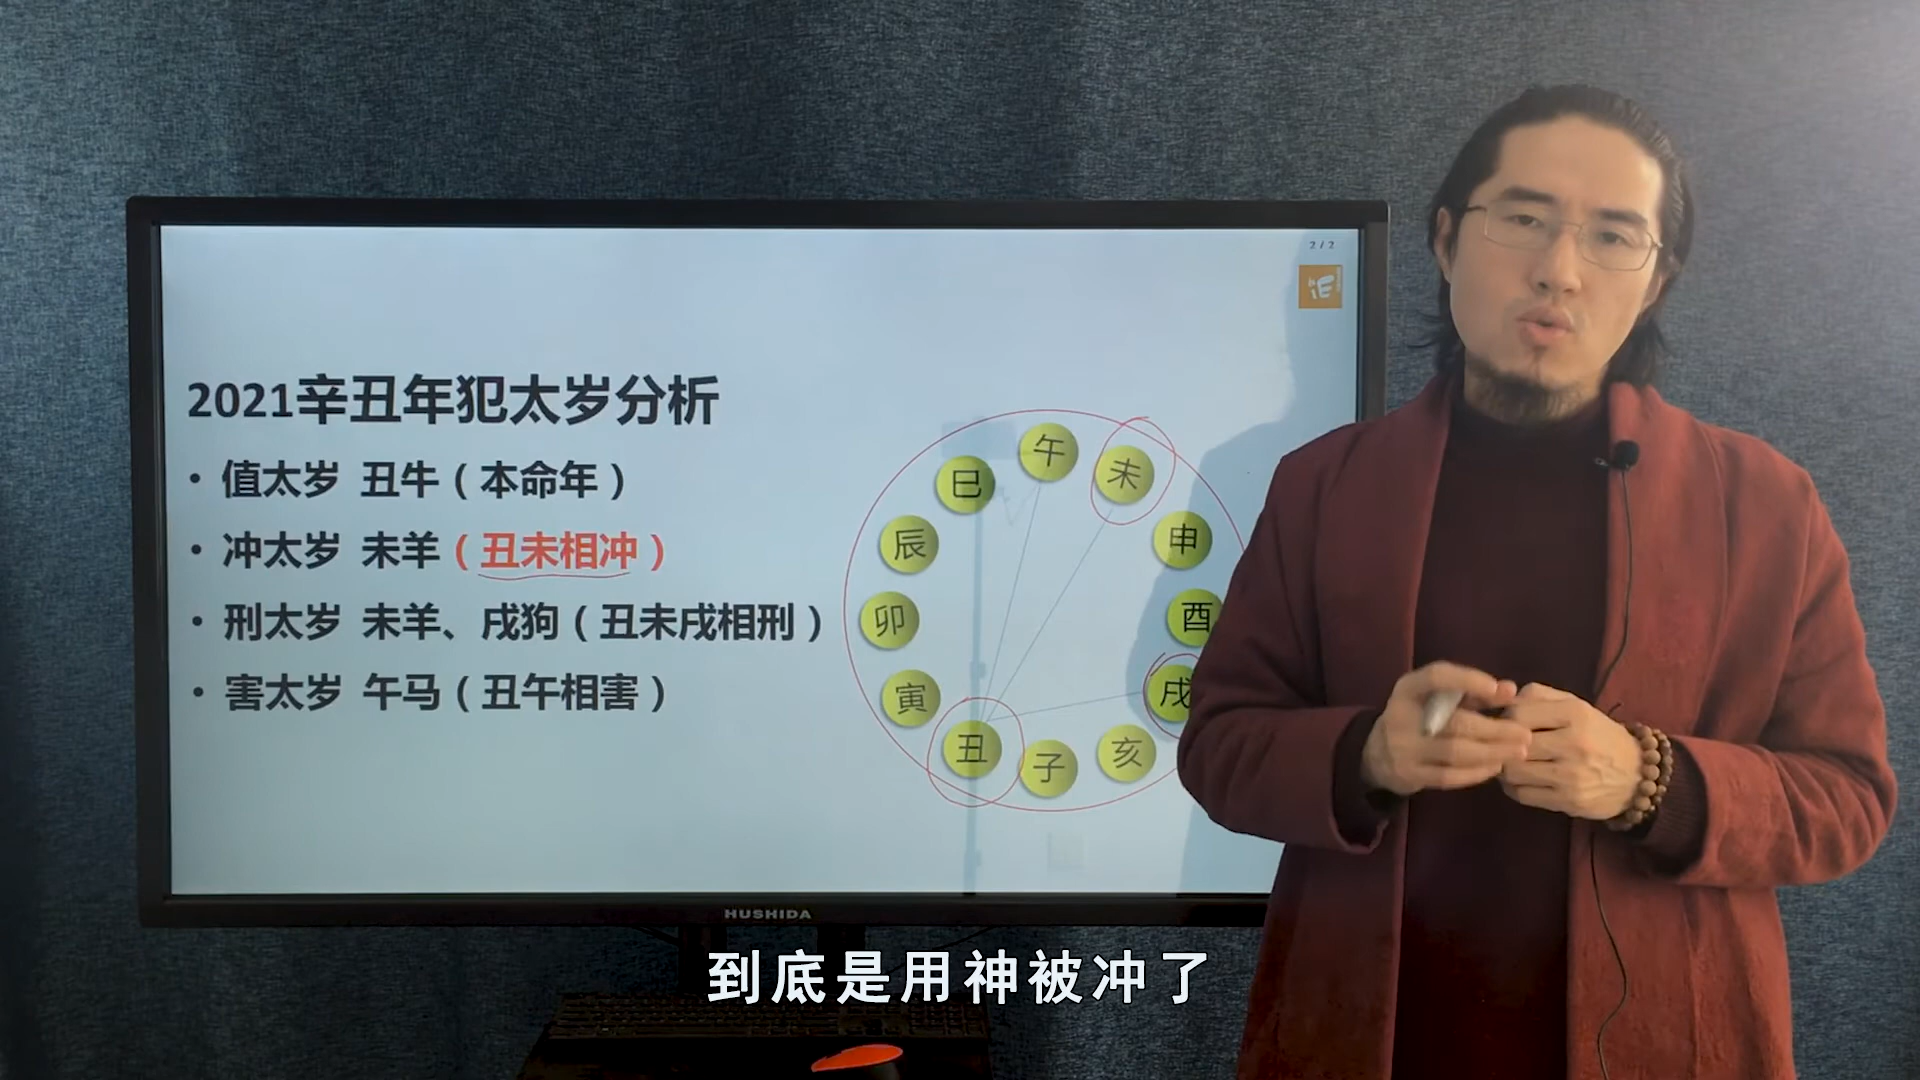 2 / 2
2021辛丑年犯太岁分析
• 值太岁 丑牛（本命年）
• 冲太岁 未羊（丑未相冲）
• 刑太岁 未羊、戌狗（丑未戌相刑）
• 害太岁 午马（丑午相害）
午
未
申
酉
戌
亥
子
丑
寅
卯
辰
巳
HUSHIDA
到底是用神被冲了